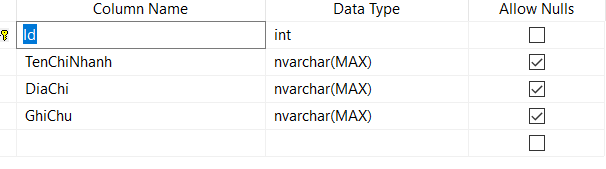 Column Name Data Type Allow Nulls
Id int
TenChiNhanh nvarchar(MAX)
DiaChi nvarchar(MAX)
GhiChu nvarchar(MAX)